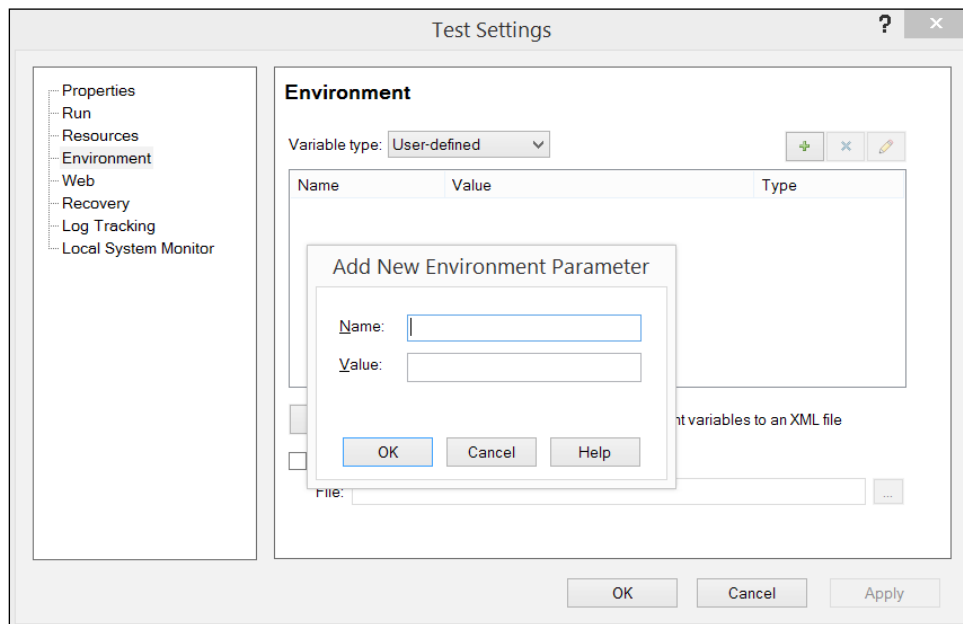 Test Settings
?
Properties
Run
Resources
Environment
Web
Recovery
Log Tracking
Local System Monitor
Environment
Variable type: User-defined
Name Value Type
Add New Environment Parameter
Name:
Value:
OK Cancel Help
variables to an XML file
File:
...
OK Cancel Apply